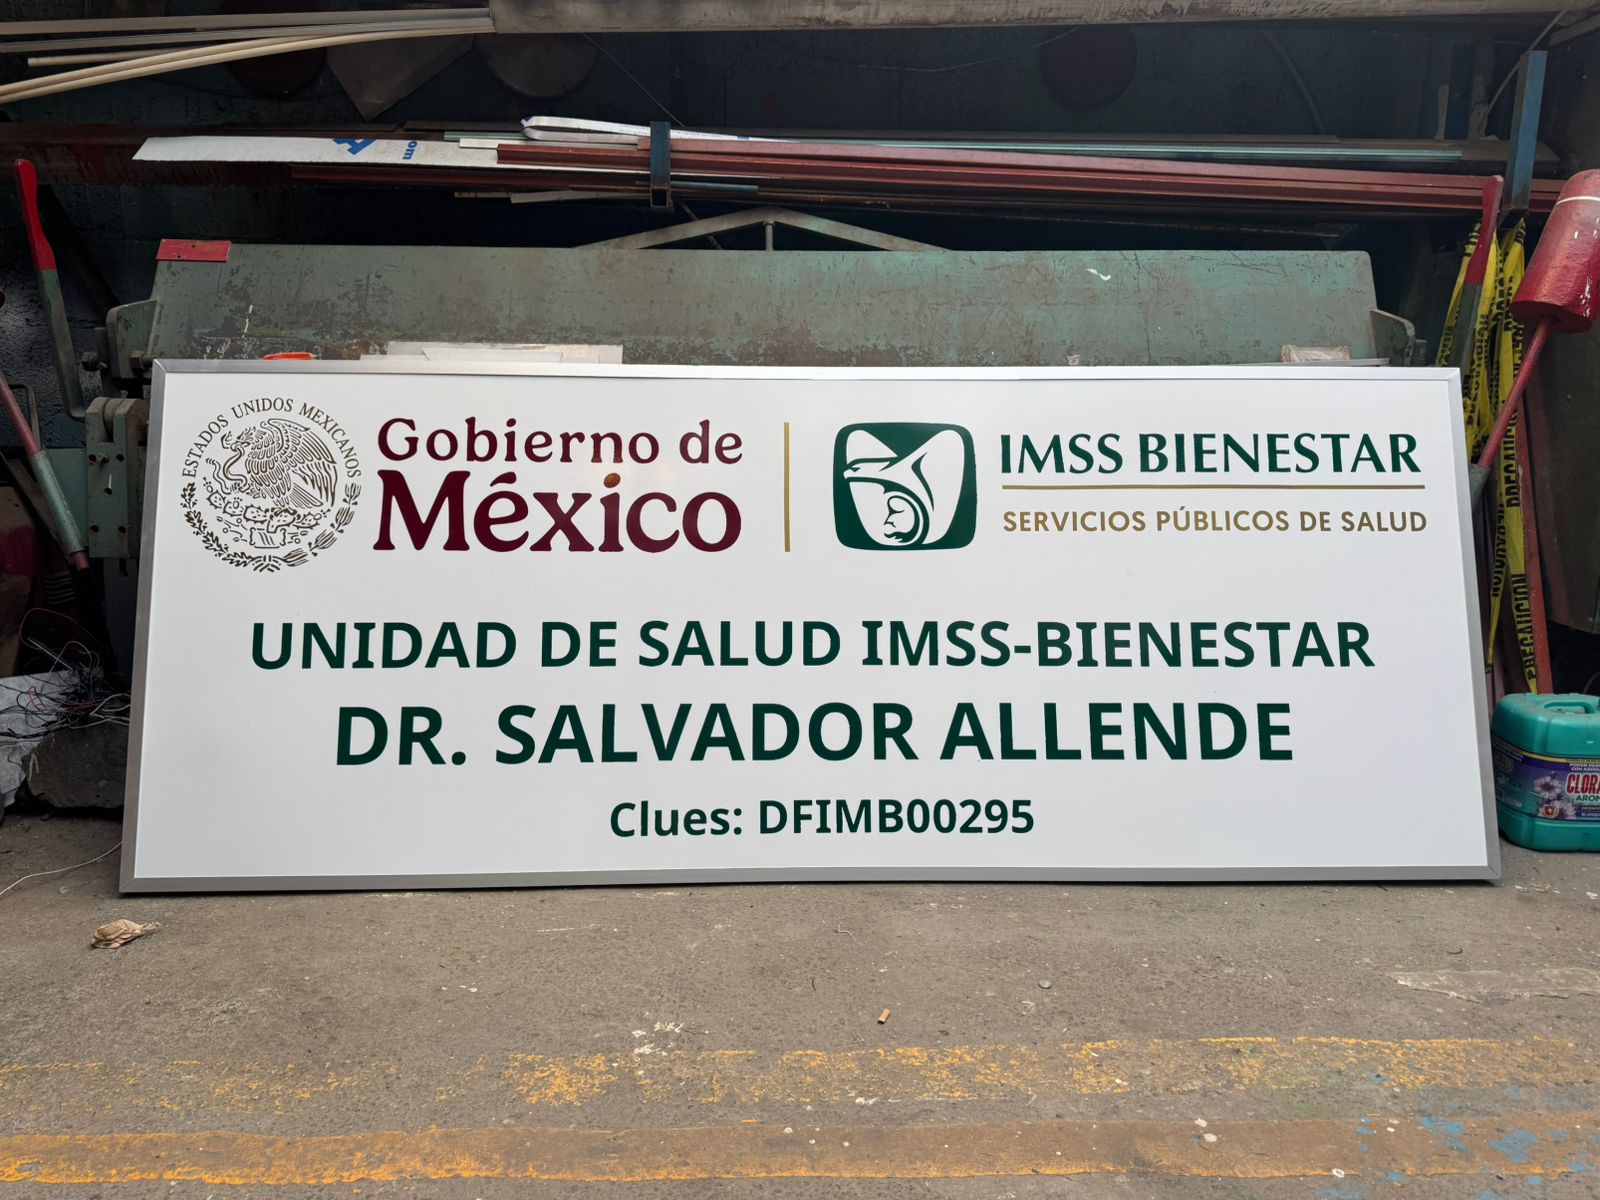 ESTADOS UNIDOS MEXICANOS
Gobierno de
México
IMSS BIENESTAR
SERVICIOS PÚBLICOS DE SALUD
UNIDAD DE SALUD IMSS-BIENESTAR
DR. SALVADOR ALLENDE
Clues: DFIMB00295
PRECAUCION